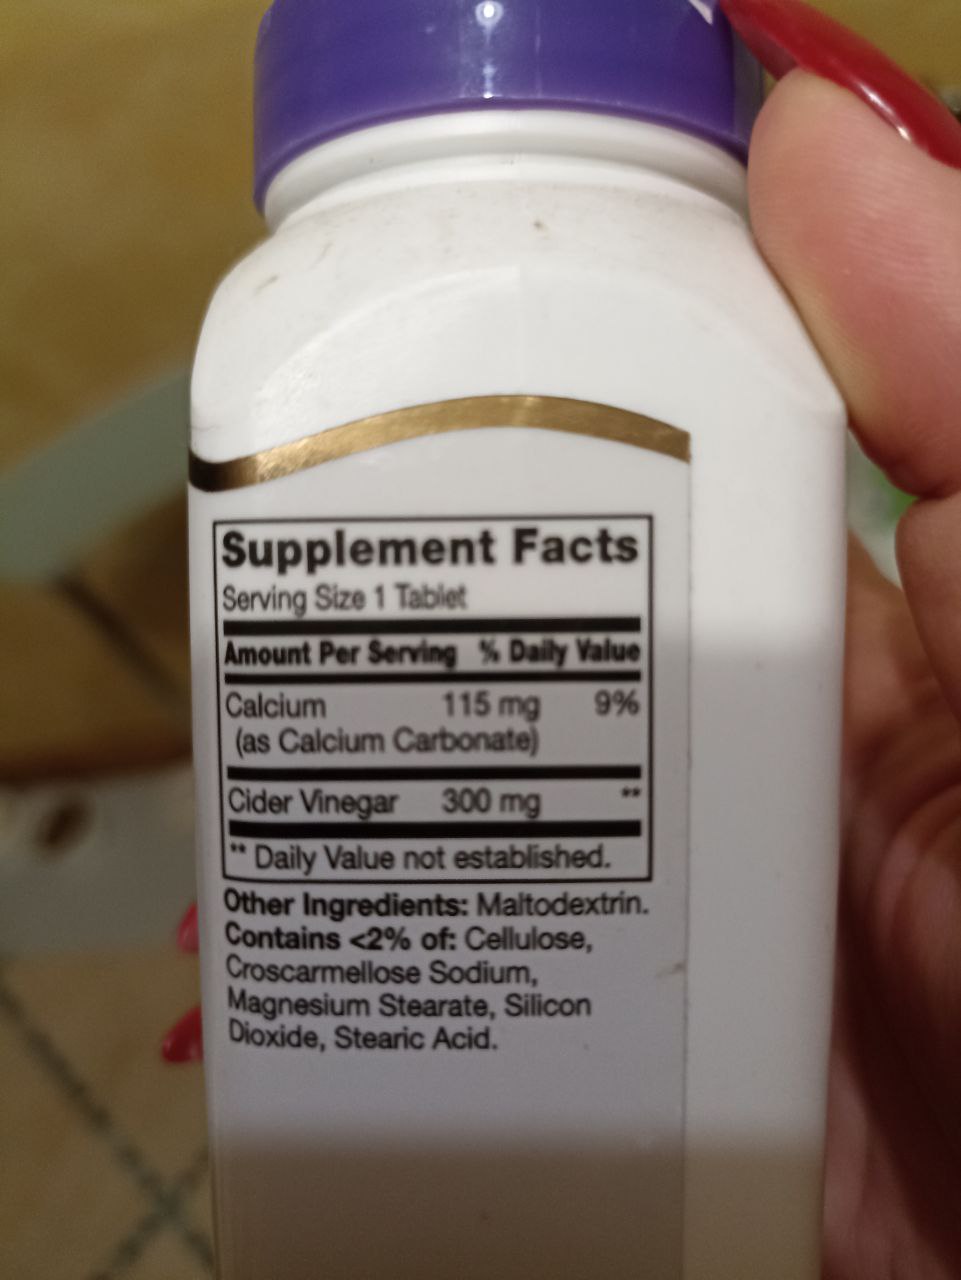 Supplement Facts
Serving Size 1 Tablet
Amount Per Serving % Daily Value
Calcium 115 mg 9%
(as Calcium Carbonate)
Cider Vinegar 300 mg **
** Daily Value not established.
Other Ingredients: Maltodextrin.
Contains <2% of: Cellulose,
Croscarmellose Sodium,
Magnesium Stearate, Silicon
Dioxide, Stearic Acid.